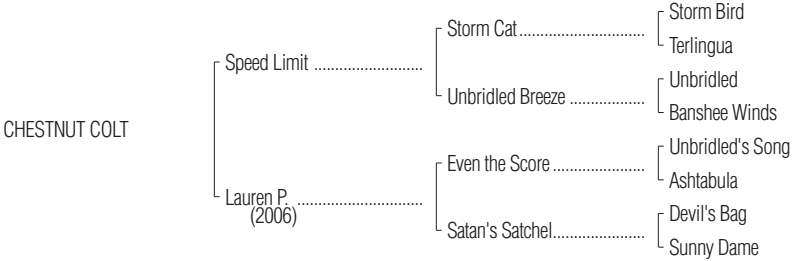 Storm Bird
Storm Cat..............................
Terlingua
Speed Limit ..........................
Unbridled
Unbridled Breeze ..................
Banshee Winds
CHESTNUT COLT
Unbridled's Song
Even the Score ......................
Ashtabula
Lauren P. ..............................
(2006)
Devil's Bag
Satan's Satchel......................
Sunny Dame